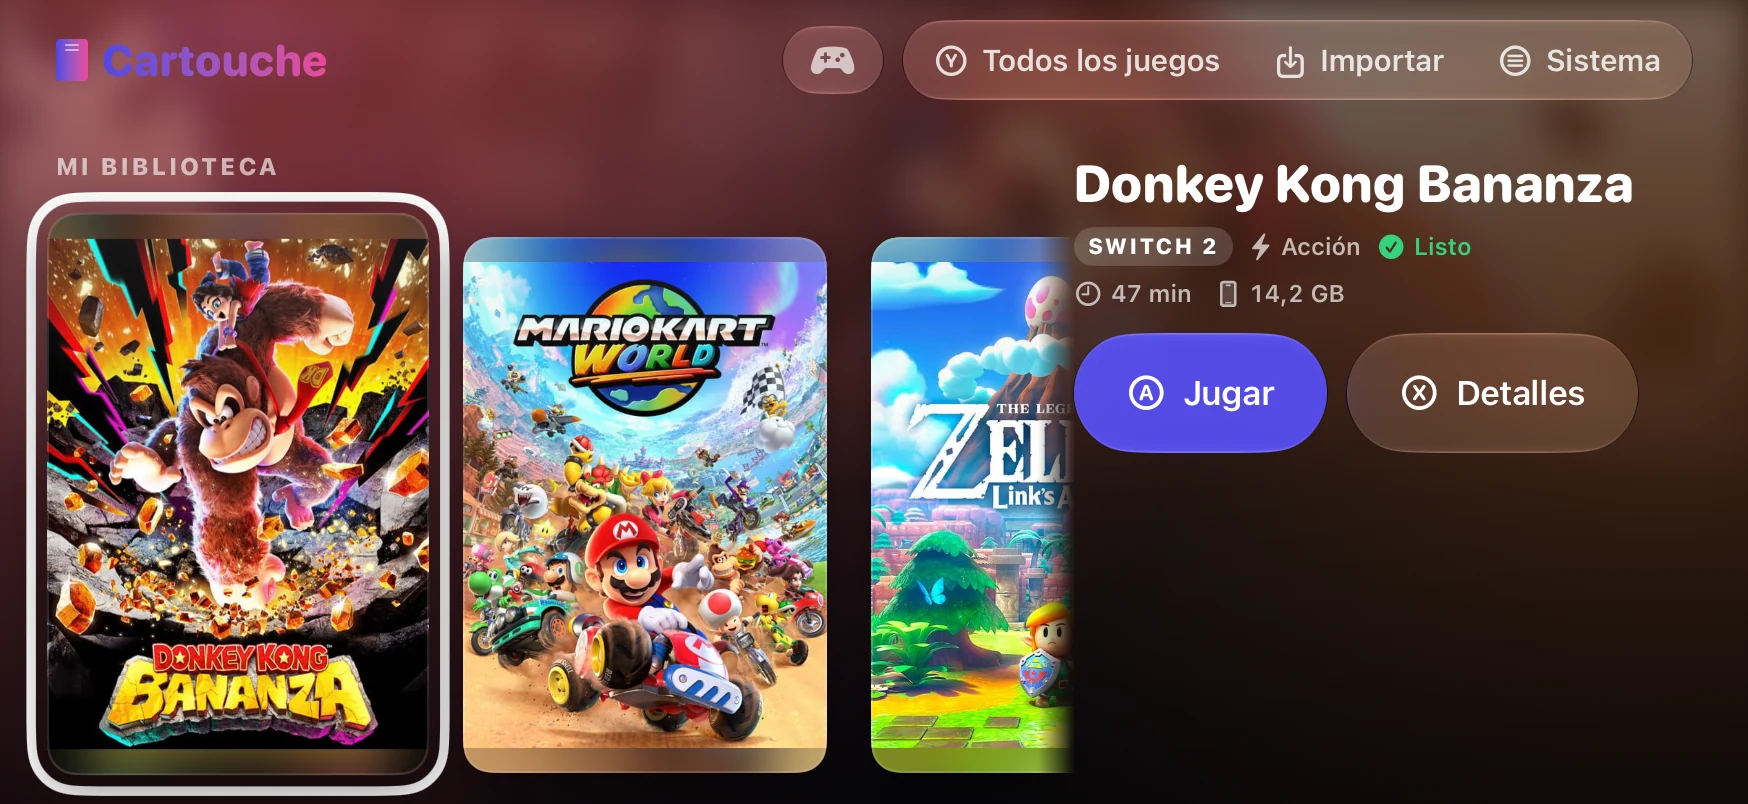 Cartouche
Y Todos los juegos
Importar
Sistema
MI BIBLIOTECA
DONKEY KONG
BANANZA
MARIOKART
WORLD
THE LEGE
ZEL
Link's A
Donkey Kong Bananza
SWITCH 2
Acción
Listo
47 min
14,2 GB
A Jugar
X Detalles